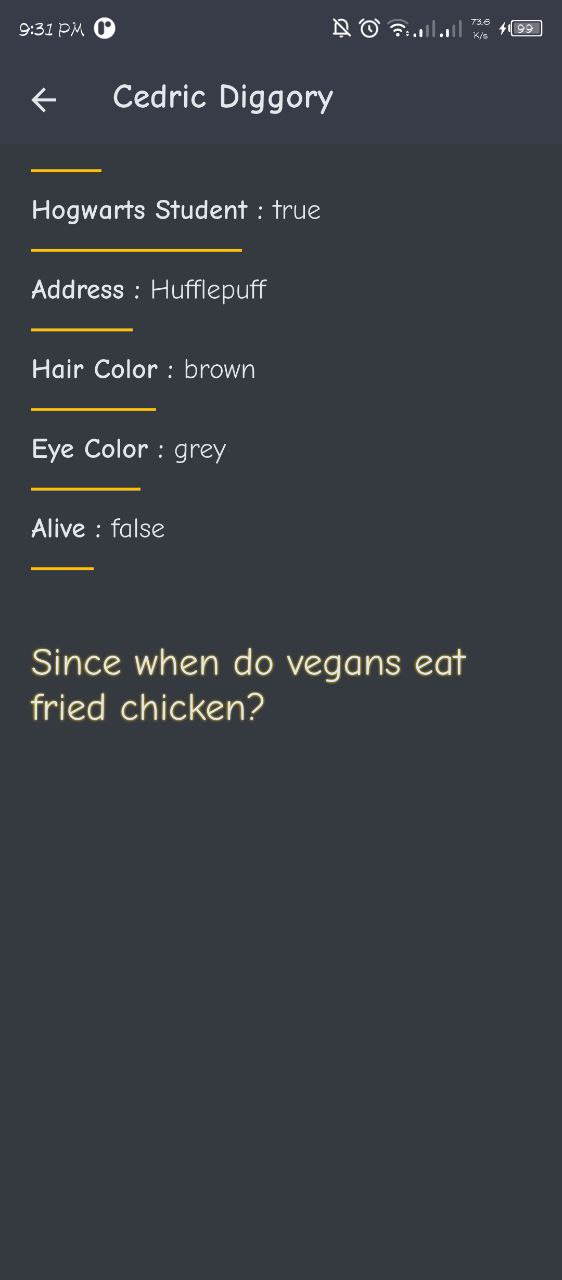 9:31 PM
73.6
K/s
99
Cedric Diggory
Hogwarts Student : true
Address : Hufflepuff
Hair Color : brown
Eye Color : grey
Alive : false
Since when do vegans eat
fried chicken?